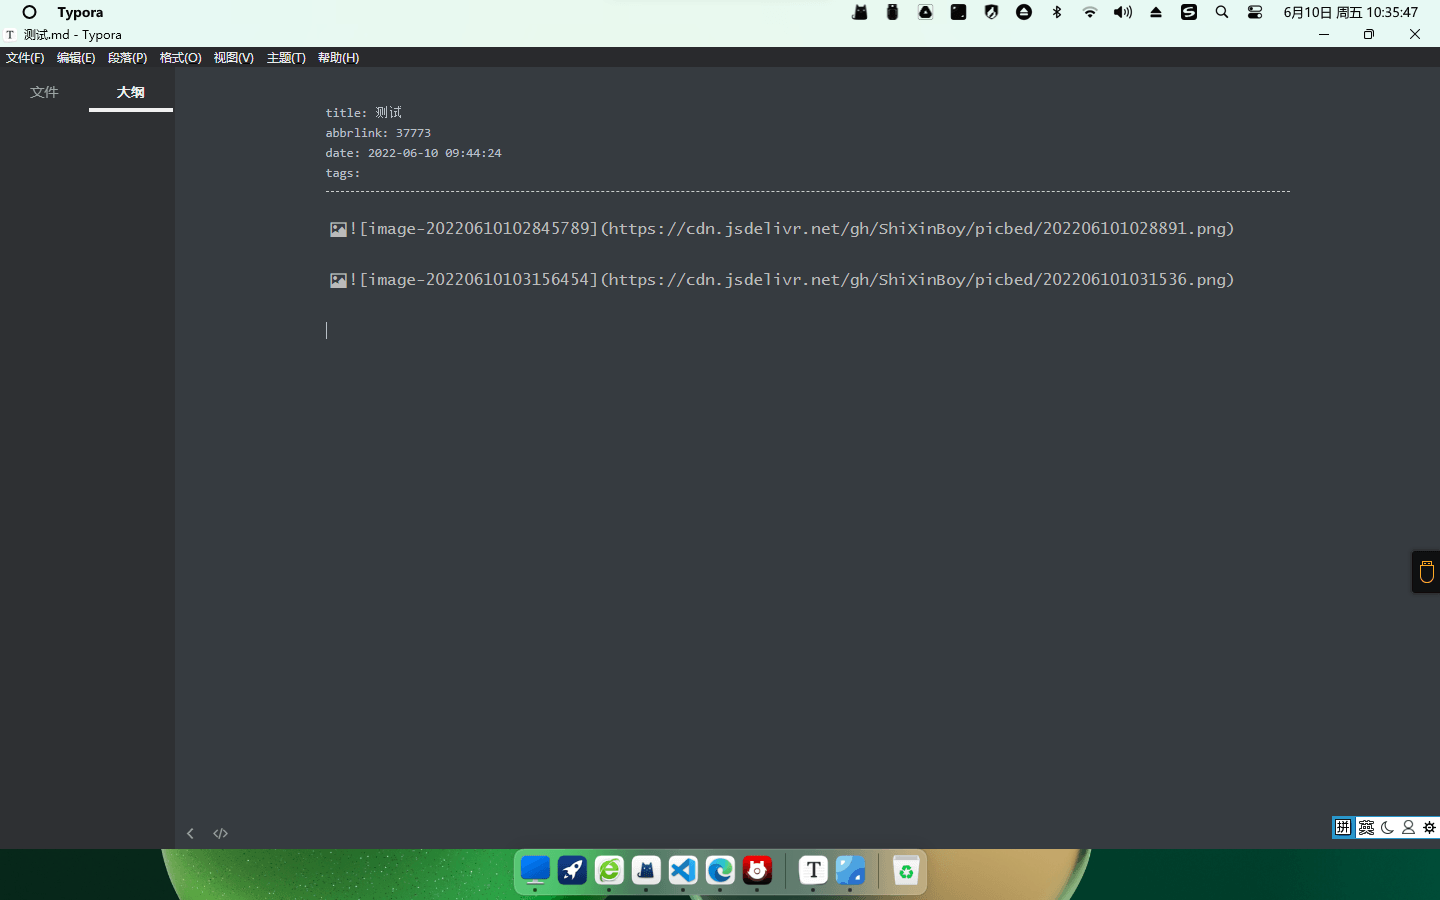 Typora
6月10日 周五 10:35:47
T 测试.md - Typora
文件(F) 编辑(E) 段落(P) 格式(O) 视图(V) 主题(T) 帮助(H)
文件 大纲
title: 测试
abbrlink: 37773
date: 2022-06-10 09:44:24
tags:
![image-20220610102845789](https://cdn.jsdelivr.net/gh/ShiXinBoy/picbed/202206101028891.png)
![image-20220610103156454](https://cdn.jsdelivr.net/gh/ShiXinBoy/picbed/202206101031536.png)
拼 英
T